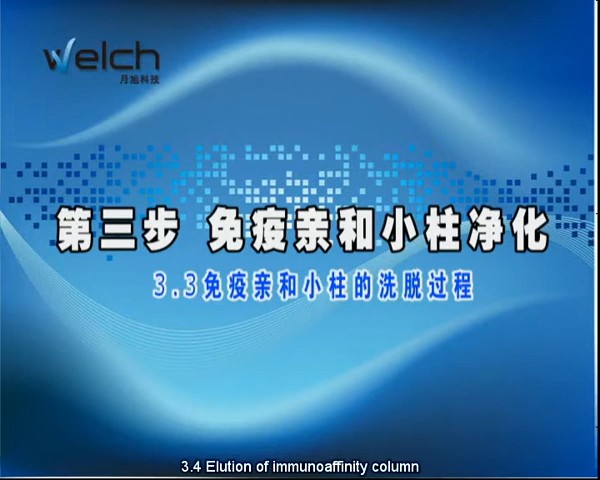 Welch
月旭科技
第三步 免疫亲和小柱净化
3.3免疫亲和小柱的洗脱过程
3.4 Elution of immunoaffinity column